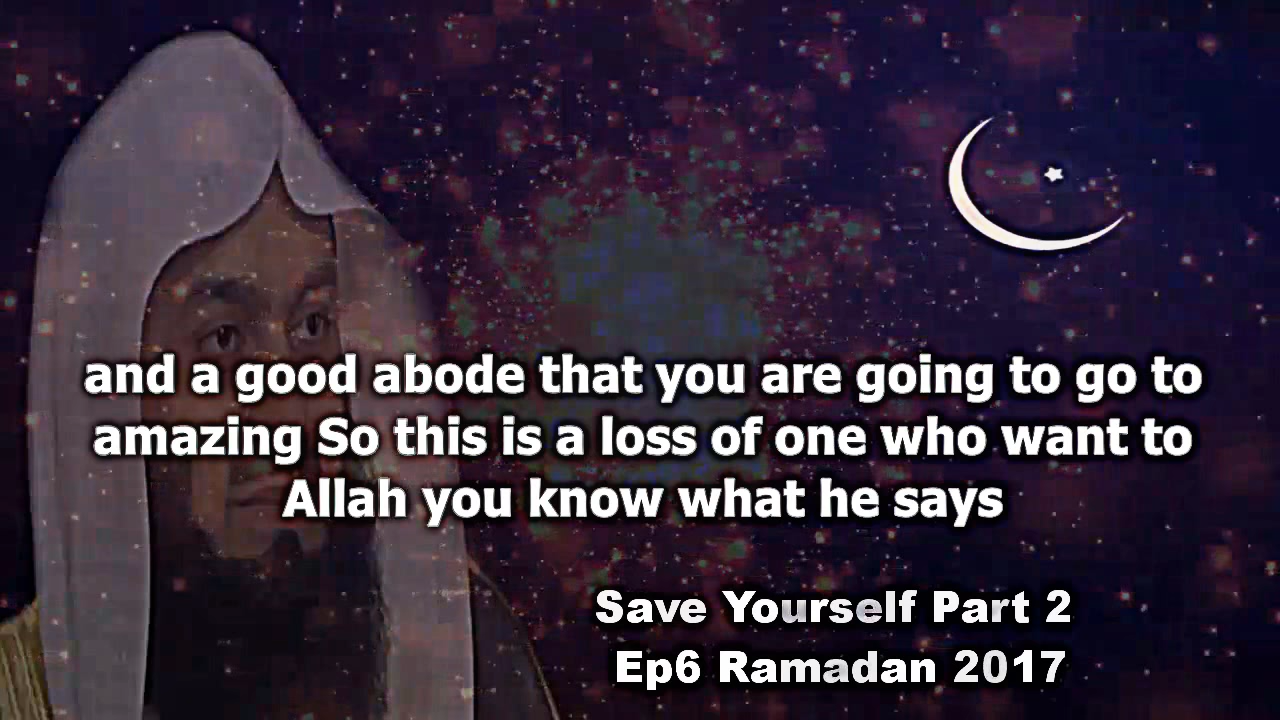 and a good abode that you are going to go to
amazing So this is a loss of one who want to
Allah you know what he says
Save Yourself Part 2
Ep6 Ramadan 2017